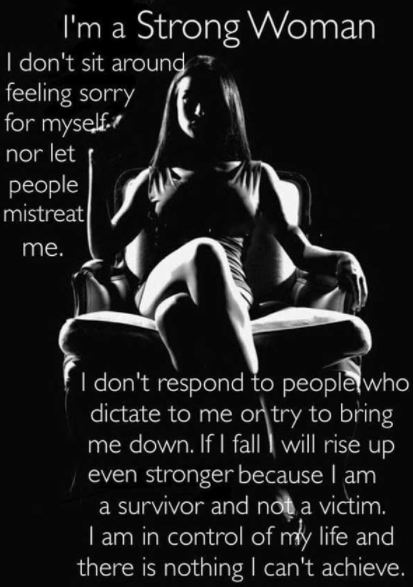 I'm a Strong Woman
I don't sit around
feeling sorry
for myself
nor let
people
mistreat
me.
I don't respond to people who
dictate to me or try to bring
me down. If I fall I will rise up
even stronger because I am
a survivor and not a victim.
I am in control of my life and
there is nothing I can't achieve.